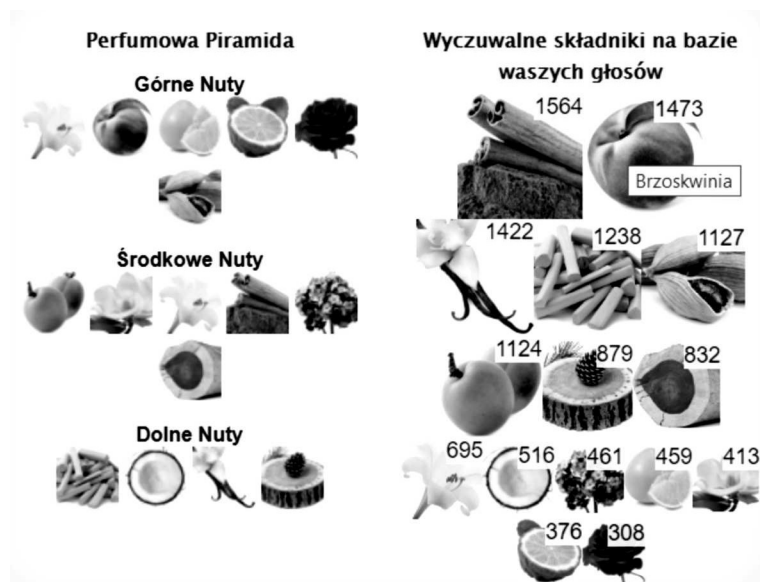 Perfumowa Piramida
Górne Nuty
Środkowe Nuty
Dolne Nuty
Wyczuwalne składniki na bazie
waszych głosów
1564
1473
Brzoskwinia
1422
1238
1127
1124
879
832
695
516
461
459
413
376
308